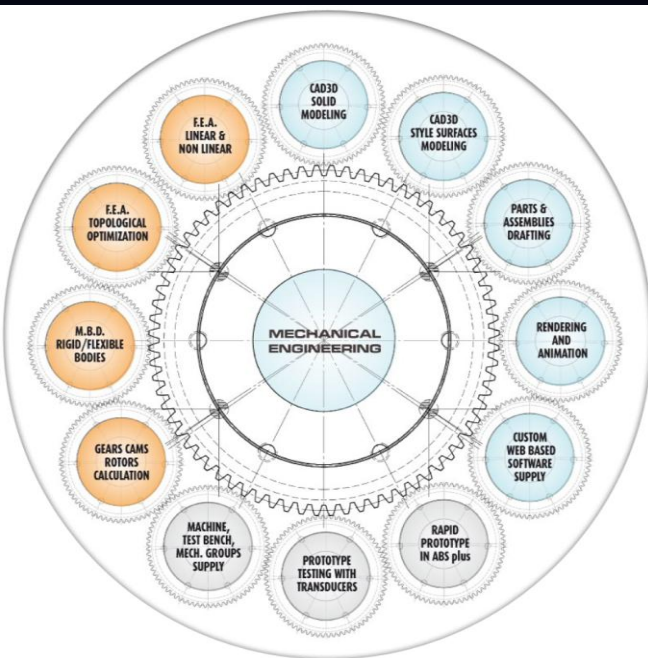 CAD3D
SOLID
MODELING
CAD3D
STYLE SURFACES
MODELING
PARTS &
ASSEMBLIES
DRAFTING
RENDERING
AND
ANIMATION
CUSTOM
WEB BASED
SOFTWARE
SUPPLY
RAPID
PROTOTYPE
IN ABS plus
PROTOTYPE
TESTING WITH
TRANSDUCERS
MACHINE,
TEST BENCH,
MECH. GROUPS
SUPPLY
GEARS CAMS
ROTORS
CALCULATION
M.B.D.
RIGID/FLEXIBLE
BODIES
F.E.A.
TOPOLOGICAL
OPTIMIZATION
F.E.A.
LINEAR &
NON LINEAR
MECHANICAL
ENGINEERING